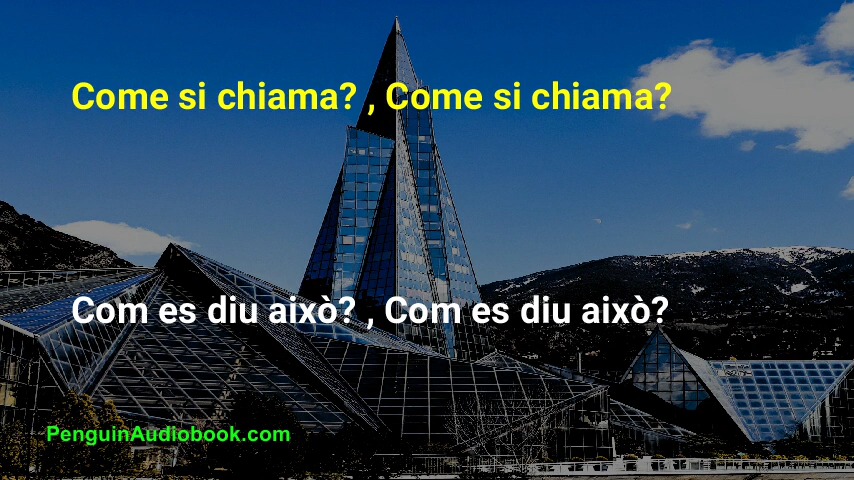 Come si chiama? , Come si chiama?
Com es diu això? , Com es diu això?
PenguinAudiobook.com